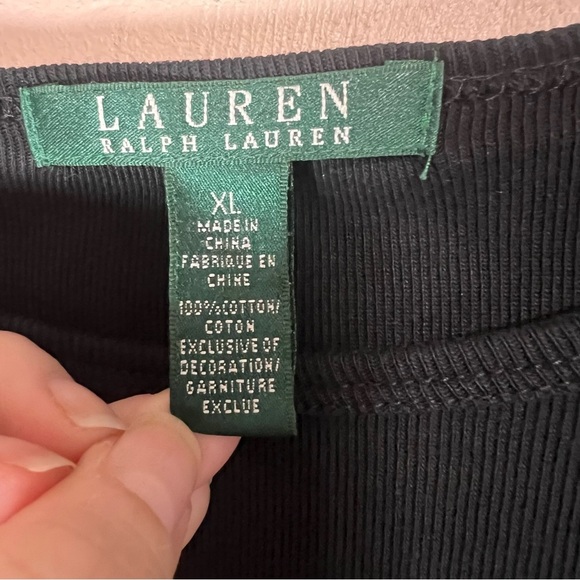 LAUREN
RALPH LAUREN
XL
MADE IN
CHINA
FABRIQUE EN
CHINE
100%COTTON/
COTON
EXCLUSIVE OF
DECORATION/
GARNITURE
EXCLUE